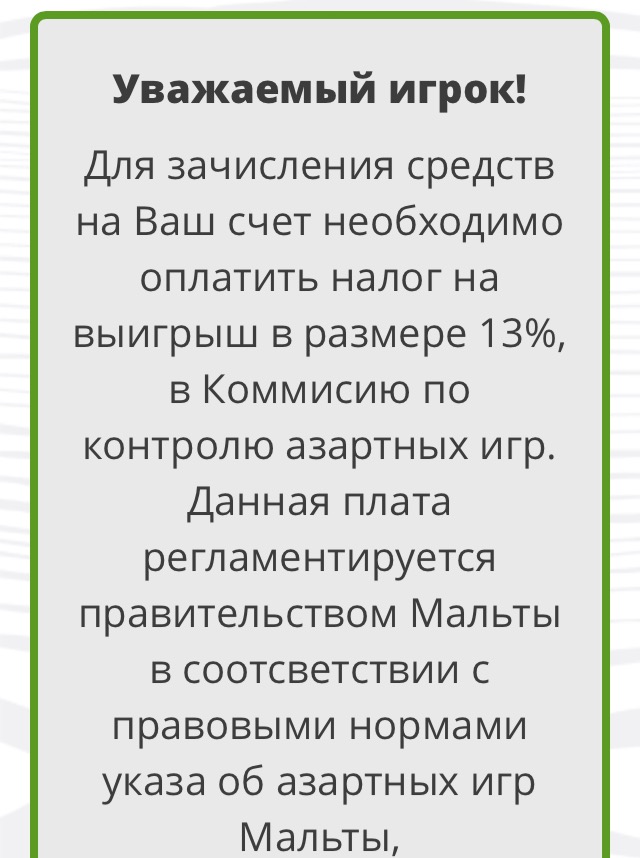 Уважаемый игрок!
Для зачисления средств
на Ваш счет необходимо
оплатить налог на
выигрыш в размере 13%,
в Коммисию по
контролю азартных игр.
Данная плата
регламентируется
правительством Мальты
в соотсветствии с
правовыми нормами
указа об азартных игр
Мальты,